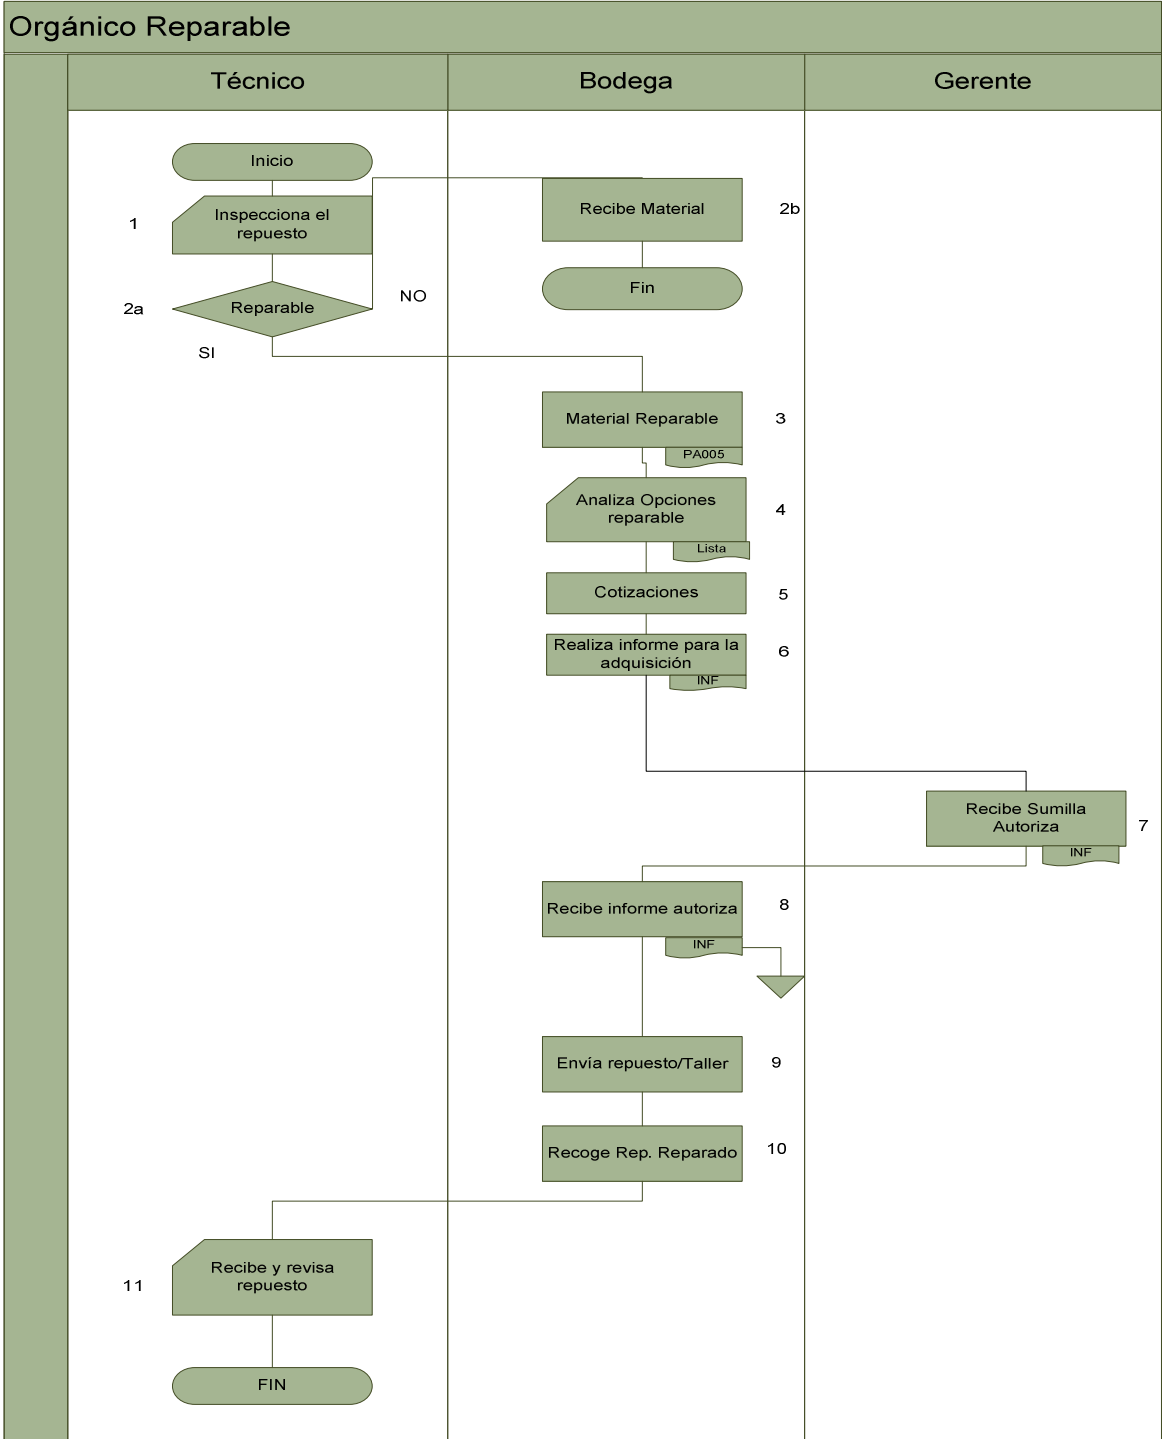 Orgánico Reparable
Técnico
Bodega
Gerente
Inicio
1
Inspecciona el
repuesto
Recibe Material
2b
2a
Reparable
NO
Fin
SI
Material Reparable
3
PA005
Analiza Opciones
reparable
4
Lista
Cotizaciones
5
Realiza informe para la
adquisición
6
INF
Recibe Sumilla
Autoriza
7
INF
Recibe informe autoriza
8
INF
Envía repuesto/Taller
9
Recoge Rep. Reparado
10
Recibe y revisa
repuesto
11
FIN